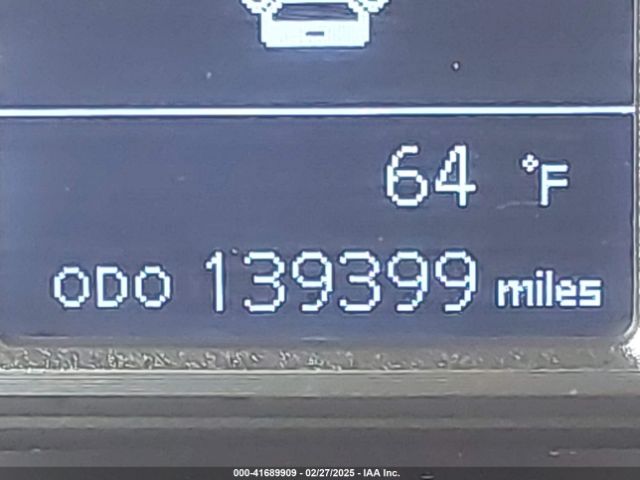 64 °F
ODO 139399 miles
000-41689909 - 02/27/2025 - IAA Inc.